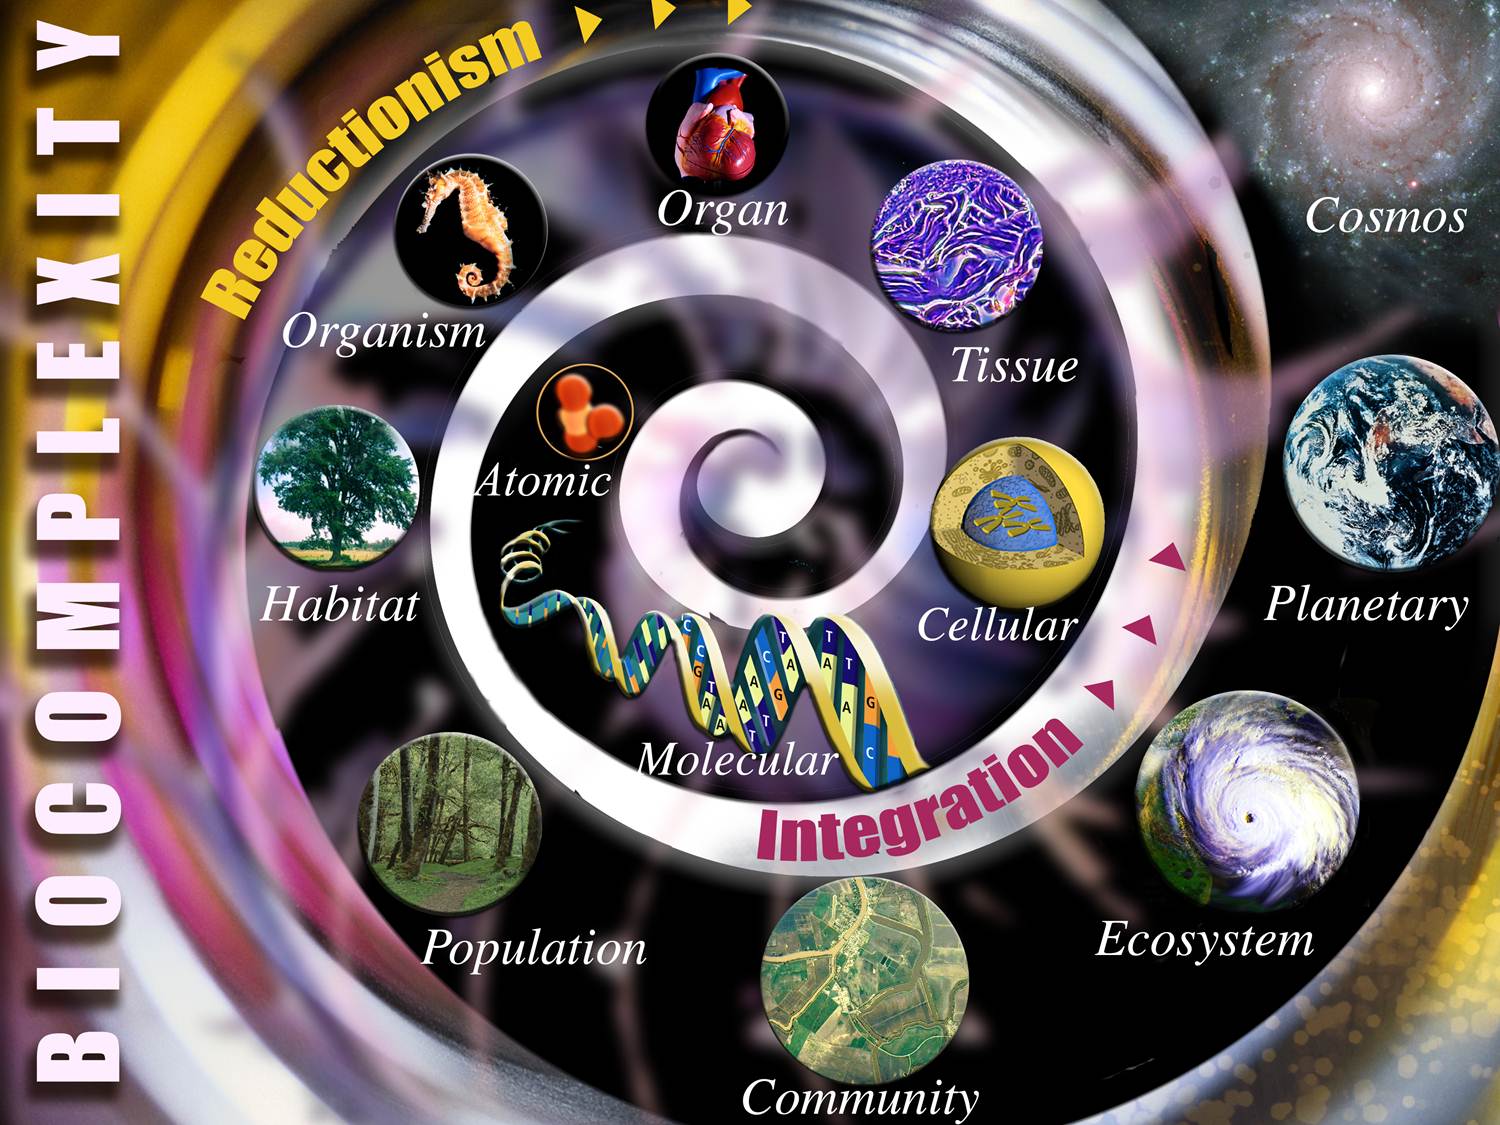 BIOCOMPLEXITY
Reductionism
Organ
Cosmos
Organism
Tissue
Atomic
Habitat
Cellular
Planetary
Molecular
Integration
Population
Ecosystem
Community